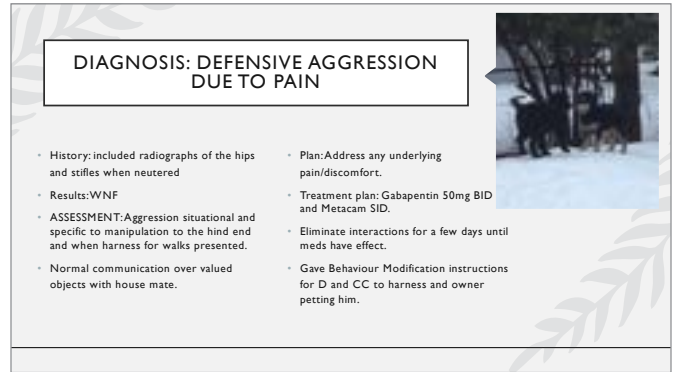 DIAGNOSIS: DEFENSIVE AGGRESSION
DUE TO PAIN
• History: included radiographs of the hips
and stifles when neutered
• Results:WNF
• ASSESSMENT:Aggression situational and
specific to manipulation to the hind end
and when harness for walks presented.
• Normal communication over valued
objects with house mate.
• Plan:Address any underlying
pain/discomfort.
• Treatment plan: Gabapentin 50mg BID
and Metacam SID.
• Eliminate interactions for a few days until
meds have effect.
• Gave Behaviour Modification instructions
for D and CC to harness and owner
petting him.